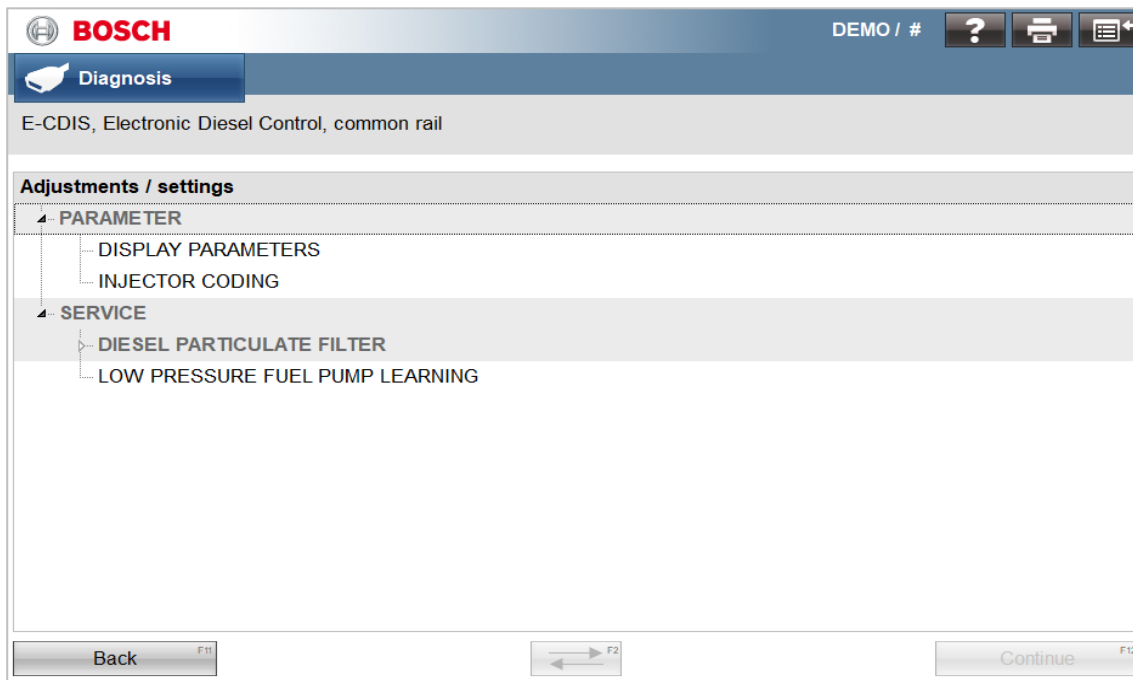 BOSCH
DEMO / #
?
Diagnosis
E-CDIS, Electronic Diesel Control, common rail
Adjustments / settings
PARAMETER
DISPLAY PARAMETERS
INJECTOR CODING
SERVICE
DIESEL PARTICULATE FILTER
LOW PRESSURE FUEL PUMP LEARNING
Back F11
F2
Continue F12